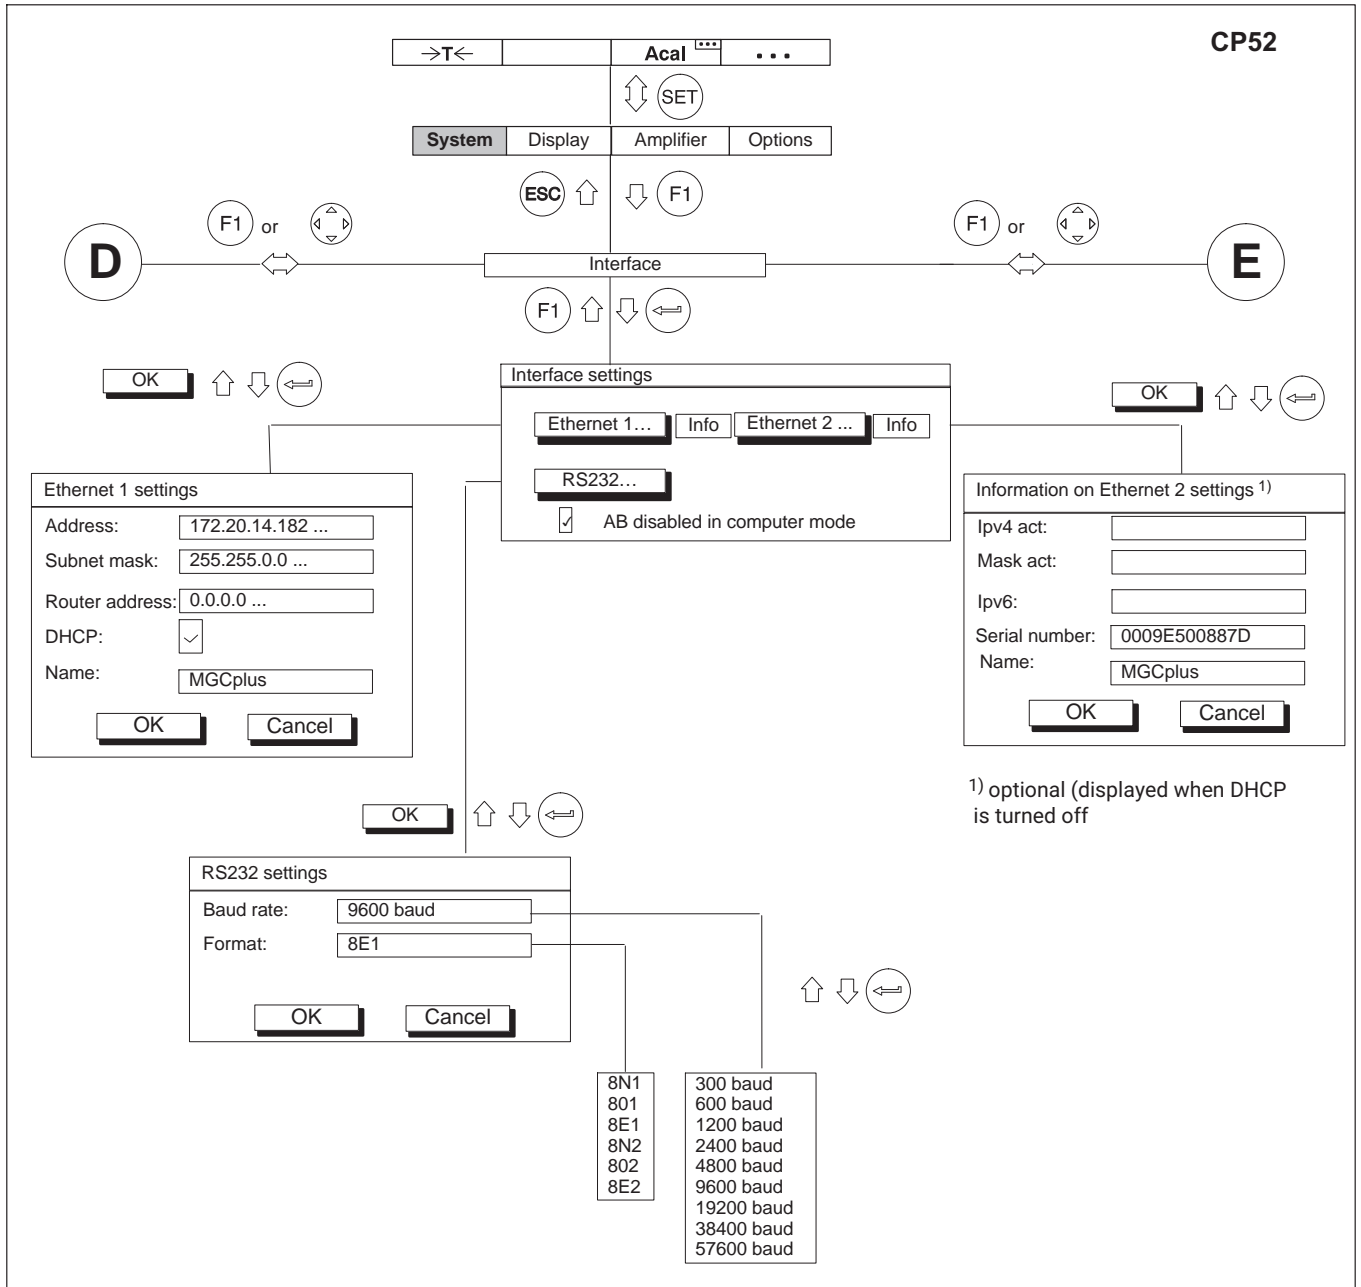 CP52
→T← Acal ... ...
SET
System Display Amplifier Options
ESC F1
F1 or F1 or
D Interface E
F1
OK
OK
Interface settings
Ethernet 1... Info Ethernet 2 ... Info
RS232...
✓ AB disabled in computer mode
Ethernet 1 settings
Address: 172.20.14.182 ...
Subnet mask: 255.255.0.0 ...
Router address: 0.0.0.0 ...
DHCP: ✓
Name: MGCplus
OK Cancel
Information on Ethernet 2 settings 1)
Ipv4 act:
Mask act:
Ipv6:
Serial number: 0009E500887D
Name: MGCplus
OK Cancel
1) optional (displayed when DHCP
is turned off
OK
RS232 settings
Baud rate: 9600 baud
Format: 8E1
OK Cancel
8N1
801
8E1
8N2
802
8E2
300 baud
600 baud
1200 baud
2400 baud
4800 baud
9600 baud
19200 baud
38400 baud
57600 baud